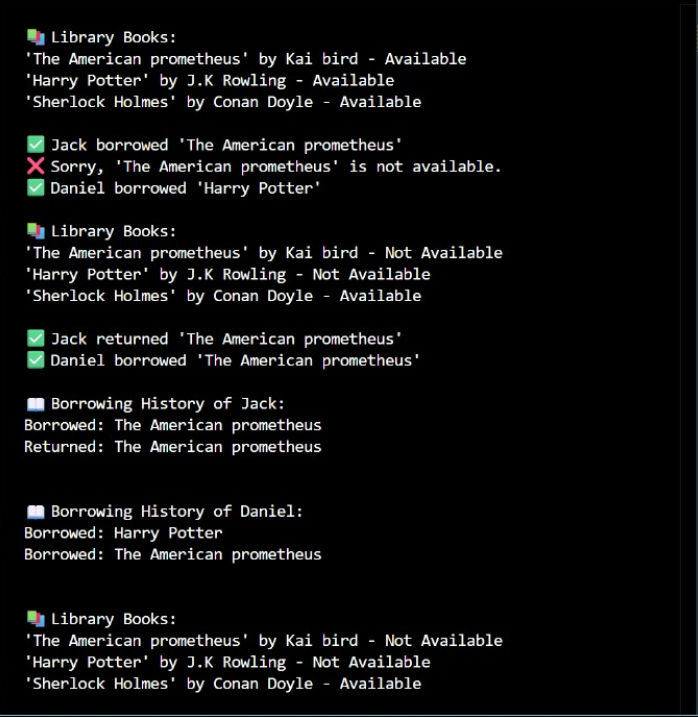 📚 Library Books:
'The American prometheus' by Kai bird - Available
'Harry Potter' by J.K Rowling - Available
'Sherlock Holmes' by Conan Doyle - Available
✅ Jack borrowed 'The American prometheus'
❌ Sorry, 'The American prometheus' is not available.
✅ Daniel borrowed 'Harry Potter'
📚 Library Books:
'The American prometheus' by Kai bird - Not Available
'Harry Potter' by J.K Rowling - Not Available
'Sherlock Holmes' by Conan Doyle - Available
✅ Jack returned 'The American prometheus'
✅ Daniel borrowed 'The American prometheus'
📖 Borrowing History of Jack:
Borrowed: The American prometheus
Returned: The American prometheus
📖 Borrowing History of Daniel:
Borrowed: Harry Potter
Borrowed: The American prometheus
📚 Library Books:
'The American prometheus' by Kai bird - Not Available
'Harry Potter' by J.K Rowling - Not Available
'Sherlock Holmes' by Conan Doyle - Available